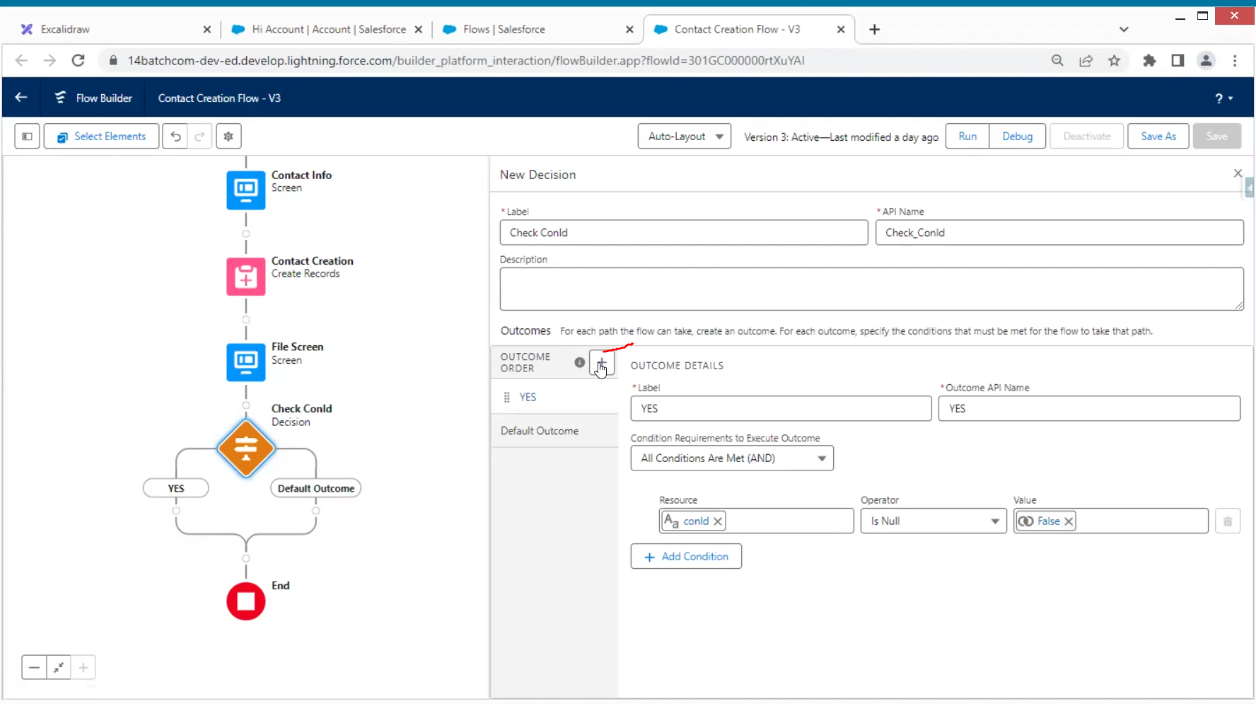 Excalidraw
Hi Account | Account | Salesforce
Flows | Salesforce
Contact Creation Flow - V3
14batchcom-dev-ed.develop.lightning.force.com/builder_platform_interaction/flowBuilder.app?flowId=301GC000000rtXuYAI
Flow Builder
Contact Creation Flow - V3
?
Select Elements
Auto-Layout
Version 3: Active—Last modified a day ago
Run
Debug
Deactivate
Save As
Save
Contact Info
Screen
Contact Creation
Create Records
File Screen
Screen
Check ConId
Decision
YES
Default Outcome
End
New Decision
* Label
Check ConId
* API Name
Check_ConId
Description
Outcomes For each path the flow can take, create an outcome. For each outcome, specify the conditions that must be met for the flow to take that path.
OUTCOME
ORDER
YES
Default Outcome
OUTCOME DETAILS
* Label
YES
* Outcome API Name
YES
Condition Requirements to Execute Outcome
All Conditions Are Met (AND)
Resource
Aa conId
Operator
Is Null
Value
False
+ Add Condition